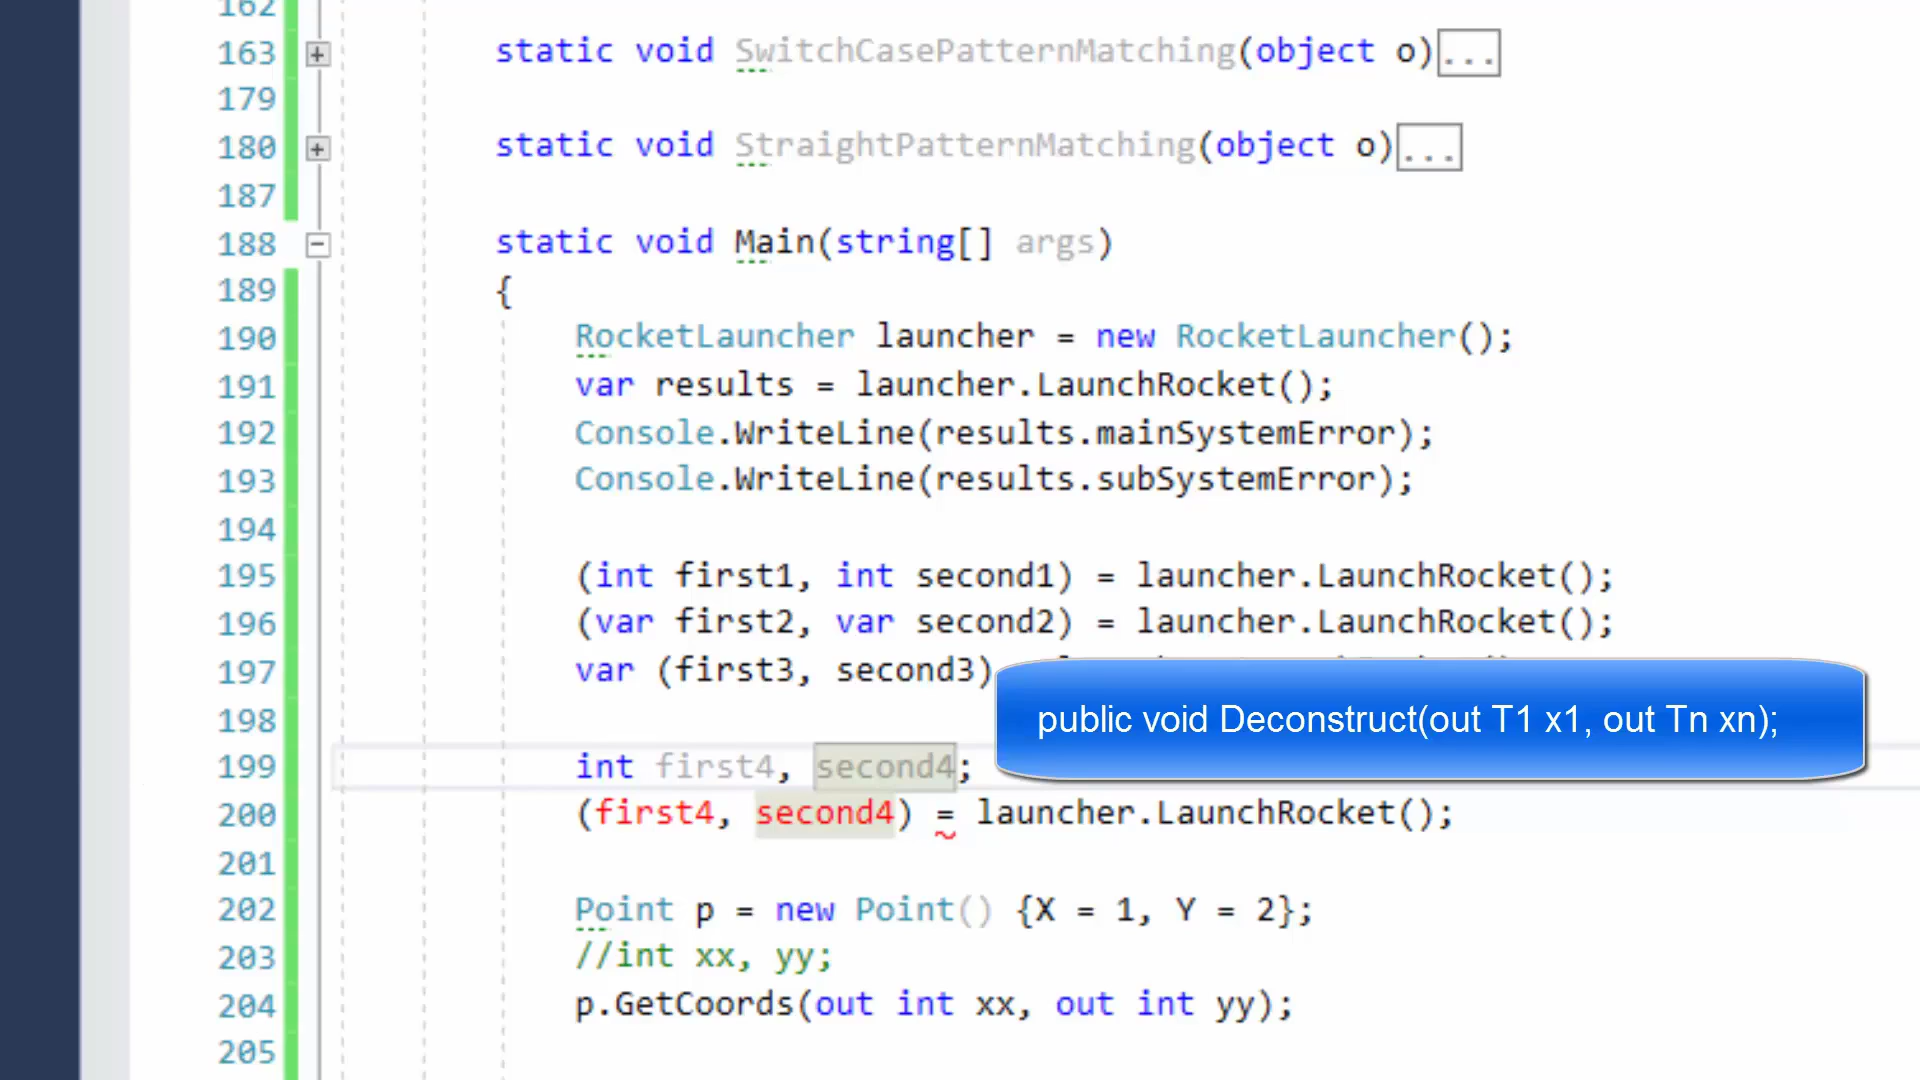 162
163 static void SwitchCasePatternMatching(object o)...
179
180 static void StraightPatternMatching(object o)...
187
188 static void Main(string[] args)
189 {
190 RocketLauncher launcher = new RocketLauncher();
191 var results = launcher.LaunchRocket();
192 Console.WriteLine(results.mainSystemError);
193 Console.WriteLine(results.subSystemError);
194
195 (int first1, int second1) = launcher.LaunchRocket();
196 (var first2, var second2) = launcher.LaunchRocket();
197 var (first3, second3)
198
public void Deconstruct(out T1 x1, out Tn xn);
199 int first4, second4;
200 (first4, second4) = launcher.LaunchRocket();
201
202 Point p = new Point() {X = 1, Y = 2};
203 //int xx, yy;
204 p.GetCoords(out int xx, out int yy);
205